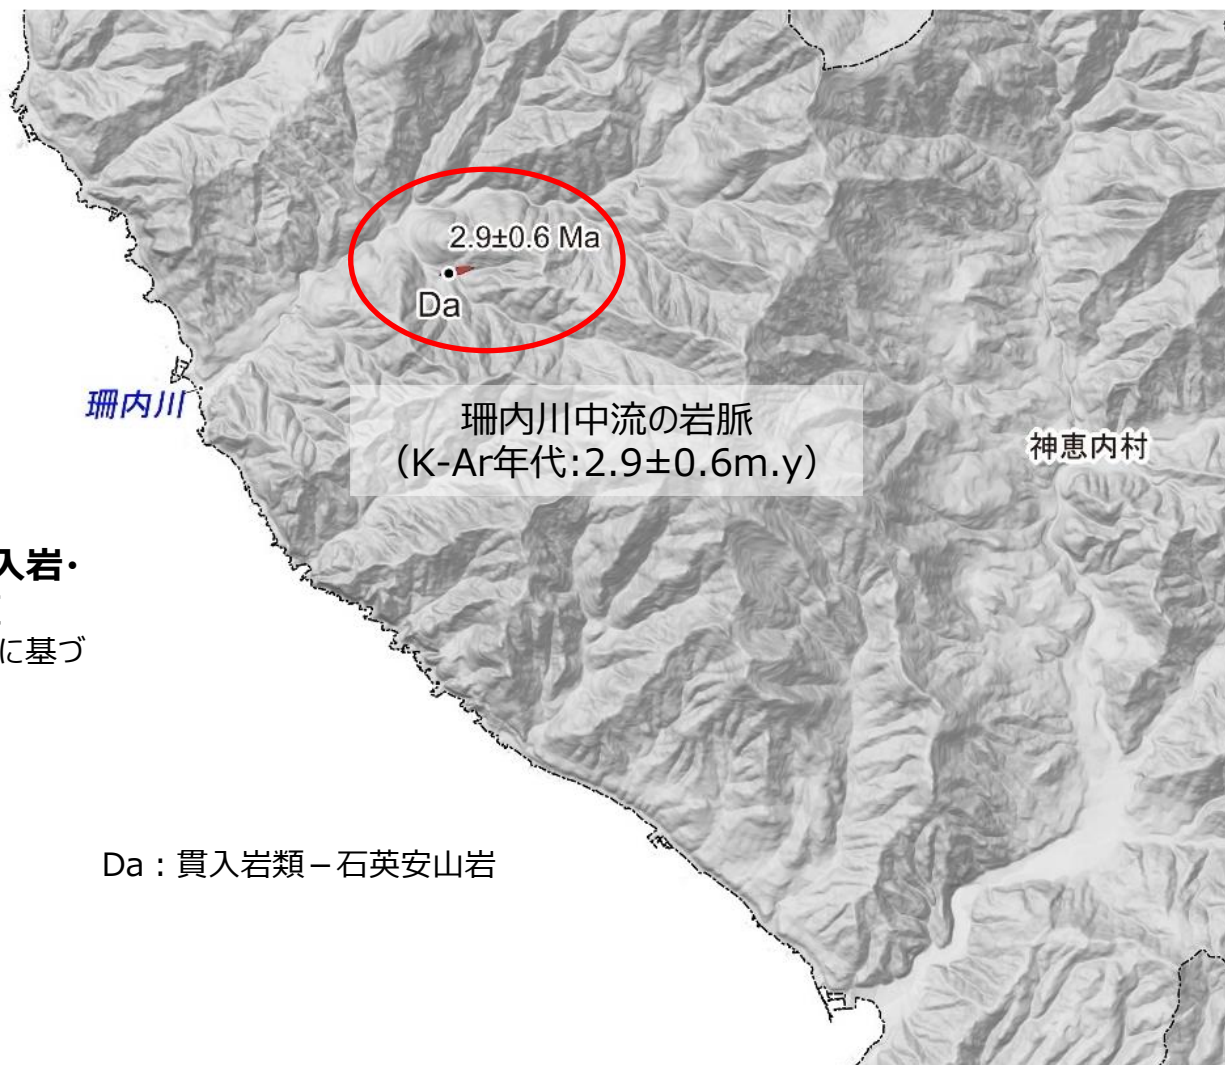 2.9±0.6 Ma
Da
珊内川
珊内川中流の岩脈
（K-Ar年代:2.9±0.6m.y）
神恵内村
入岩・
に基づ
Da：貫入岩類－石英安山岩